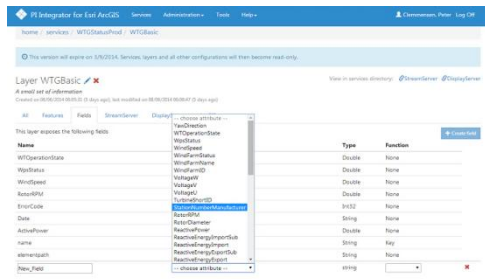 PI Integrator for Esri ArcGIS Services Administration Tools Help Clemmensen, Peter Log Off
home / services / WTGStatusProd / WTGBasic
This version will expire on 5/9/2014. Services, layers and all other configurations will then become read-only.
Layer WTGBasic
View in services directory: StreamServer DisplayServer
A small set of information
All Features Fields StreamServer
This layer exposes the following fields
+ Create field
Name Type Function
WTOperationState Double None
WpsStatus Double None
WindSpeed Double None
RotorRPM Double None
ErrorCode Int32 None
Date String None
ActivePower Double None
name String Key
elementpath String None
New_Field -- choose attribute -- string
-- choose attribute --
YawDirection
WTOperationState
WpsStatus
WindSpeed
WindFarmStatus
WindFarmName
WindFarmID
VoltageW
VoltageV
VoltageU
TurbineShortID
StationNumberManufacturer
RotorRPM
RotorDiameter
ReactivePower
ReactiveEnergyImportSub
ReactiveEnergyImport
ReactiveEnergyExportSub
ReactiveEnergyExport